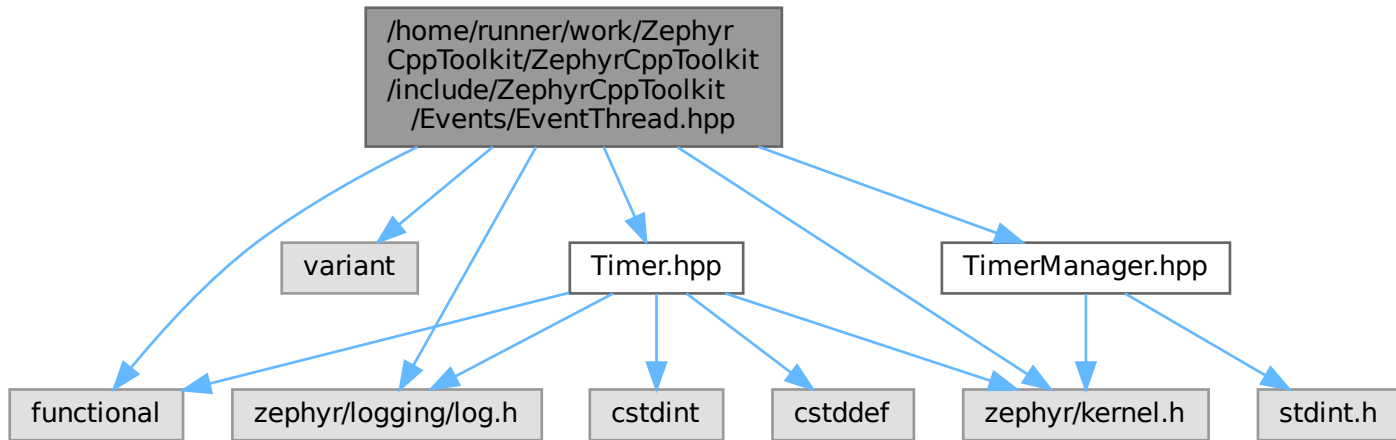 /home/runner/work/Zephyr
CppToolkit/ZephyrCppToolkit
/include/ZephyrCppToolkit
/Events/EventThread.hpp
variant
Timer.hpp
TimerManager.hpp
functional
zephyr/logging/log.h
cstdint
cstddef
zephyr/kernel.h
stdint.h